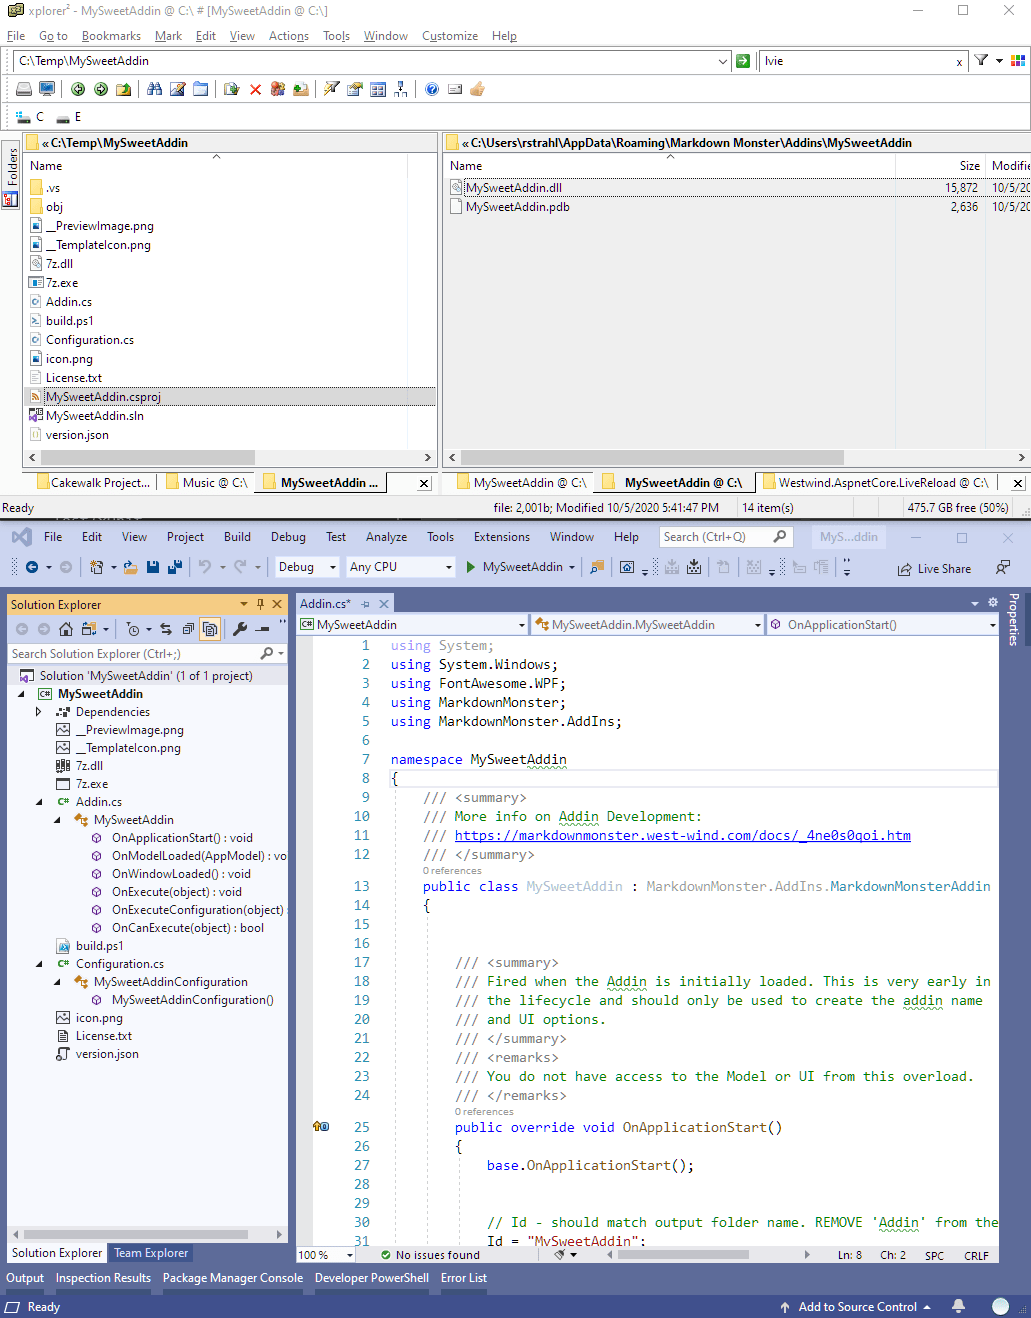 xplorer² - MySweetAddin @ C:\ # [MySweetAddin @ C:\]
File Go to Bookmarks Mark Edit View Actions Tools Window Customize Help
C:\Temp\MySweetAddin lvie x
C E
Folders
« C:\Temp\MySweetAddin
Name
.vs
obj
__PreviewImage.png
__TemplateIcon.png
7z.dll
7z.exe
Addin.cs
build.ps1
Configuration.cs
icon.png
License.txt
MySweetAddin.csproj
MySweetAddin.sln
version.json
« C:\Users\rstrahl\AppData\Roaming\Markdown Monster\Addins\MySweetAddin
Name Size Modifie
MySweetAddin.dll 15,872 10/5/20
MySweetAddin.pdb 2,636 10/5/20
Cakewalk Project... Music @ C:\ MySweetAddin ... MySweetAddin @ C:\ MySweetAddin @ C:\ Westwind.AspnetCore.LiveReload @ C:\
Ready file: 2,001b; Modified 10/5/2020 5:41:47 PM 14 item(s) 475.7 GB free (50%)
File Edit View Project Build Debug Test Analyze Tools Extensions Window Help Search (Ctrl+Q) MyS...ddin
Debug Any CPU MySweetAddin Live Share
Solution Explorer
Search Solution Explorer (Ctrl+;)
Solution 'MySweetAddin' (1 of 1 project)
C# MySweetAddin
Dependencies
__PreviewImage.png
__TemplateIcon.png
7z.dll
7z.exe
C# Addin.cs
MySweetAddin
OnApplicationStart() : void
OnModelLoaded(AppModel) : vo
OnWindowLoaded() : void
OnExecute(object) : void
OnExecuteConfiguration(object) :
OnCanExecute(object) : bool
build.ps1
C# Configuration.cs
MySweetAddinConfiguration
MySweetAddinConfiguration()
icon.png
License.txt
version.json
Solution Explorer Team Explorer
Addin.cs*
C# MySweetAddin MySweetAddin.MySweetAddin OnApplicationStart()
Properties
1 using System;
2 using System.Windows;
3 using FontAwesome.WPF;
4 using MarkdownMonster;
5 using MarkdownMonster.AddIns;
6
7 namespace MySweetAddin
8 {
9 /// <summary>
10 /// More info on Addin Development:
11 /// https://markdownmonster.west-wind.com/docs/_4ne0s0qoi.htm
12 /// </summary>
0 references
13 public class MySweetAddin : MarkdownMonster.AddIns.MarkdownMonsterAddin
14 {
15
16
17 /// <summary>
18 /// Fired when the Addin is initially loaded. This is very early in
19 /// the lifecycle and should only be used to create the addin name
20 /// and UI options.
21 /// </summary>
22 /// <remarks>
23 /// You do not have access to the Model or UI from this overload.
24 /// </remarks>
0 references
25 public override void OnApplicationStart()
26 {
27 base.OnApplicationStart();
28
29
30 // Id - should match output folder name. REMOVE 'Addin' from the
31 Id = "MySweetAddin";
100 % No issues found Ln: 8 Ch: 2 SPC CRLF
Output Inspection Results Package Manager Console Developer PowerShell Error List
Ready Add to Source Control